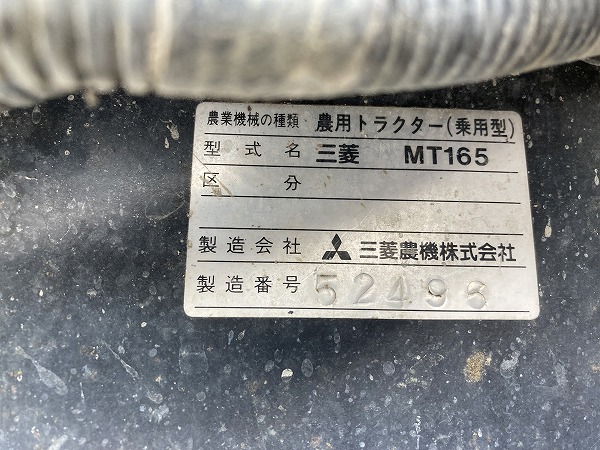 農業機械の種類 農用トラクター(乗用型)
型式名 三菱 MT165
区分
製造会社 三菱農機株式会社
製造番号 52496